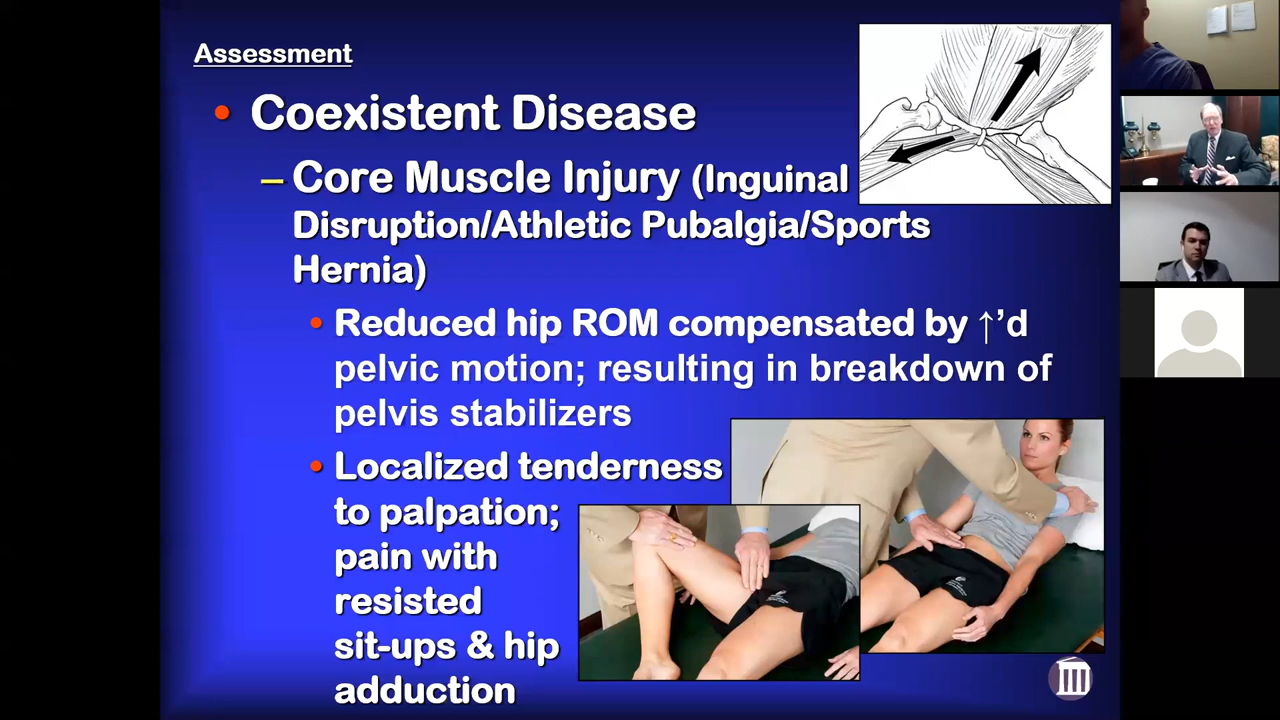 Assessment
• Coexistent Disease
– Core Muscle Injury (Inguinal
Disruption/Athletic Pubalgia/Sports
Hernia)
• Reduced hip ROM compensated by ↑’d
pelvic motion; resulting in breakdown of
pelvis stabilizers
• Localized tenderness
to palpation;
pain with
resisted
sit-ups & hip
adduction